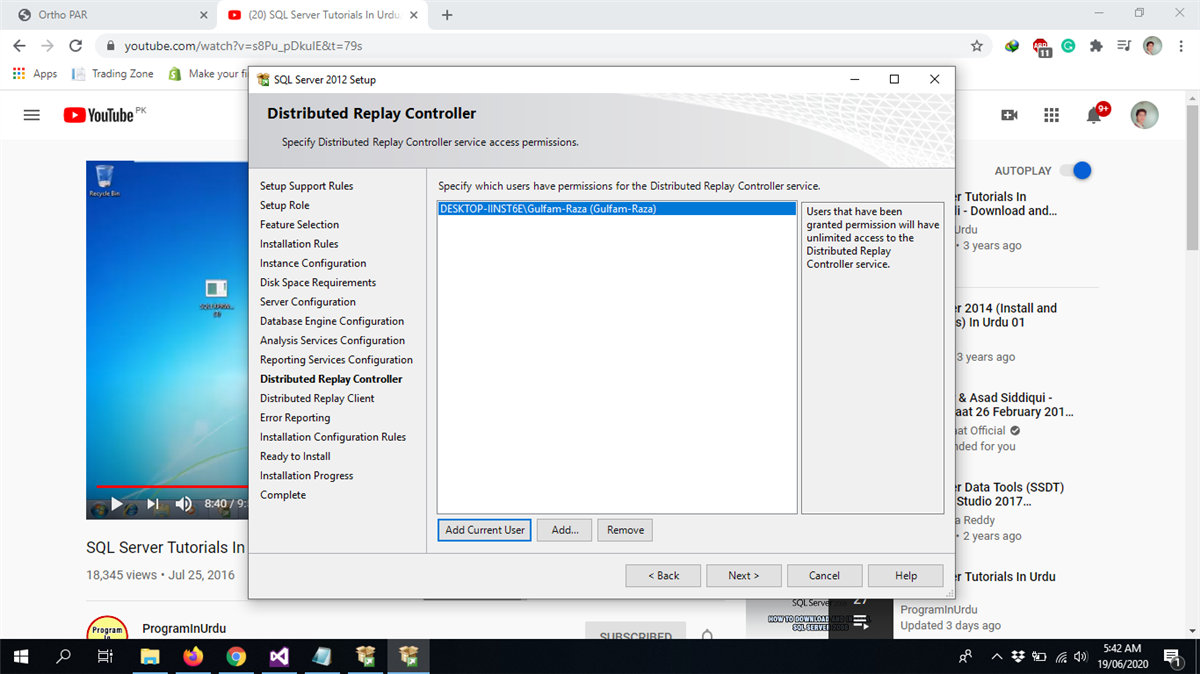 Ortho PAR
(20) SQL Server Tutorials In Urdu
youtube.com/watch?v=s8Pu_pDkuIE&t=79s
11
Apps
Trading Zone
Make your fi
SQL Server 2012 Setup
Distributed Replay Controller
Specify Distributed Replay Controller service access permissions.
YouTube PK
9+
Recycle Bin
AUTOPLAY
Setup Support Rules
Setup Role
Feature Selection
Installation Rules
Instance Configuration
Disk Space Requirements
Server Configuration
Database Engine Configuration
Analysis Services Configuration
Reporting Services Configuration
Distributed Replay Controller
Distributed Replay Client
Error Reporting
Installation Configuration Rules
Ready to Install
Installation Progress
Complete
Specify which users have permissions for the Distributed Replay Controller service.
DESKTOP-IINST6E\Gulfam-Raza (Gulfam-Raza)
Users that have been
granted permission will have
unlimited access to the
Distributed Replay
Controller service.
Add Current User
Add...
Remove
< Back
Next >
Cancel
Help
er Tutorials In
di - Download and...
Urdu
• 3 years ago
er 2014 (Install and
s) In Urdu 01
3 years ago
& Asad Siddiqui -
aat 26 February 201...
at Official
nded for you
er Data Tools (SSDT)
Studio 2017...
a Reddy
• 2 years ago
er Tutorials In Urdu
ProgramInUrdu
Updated 3 days ago
27
SQL Server
HOW TO DOWNLOAD
SQL SERVER
8:40 / 9:
SQL Server Tutorials In
18,345 views • Jul 25, 2016
Program
In
ProgramInUrdu
SUBSCRIBED
5:42 AM
19/06/2020
1